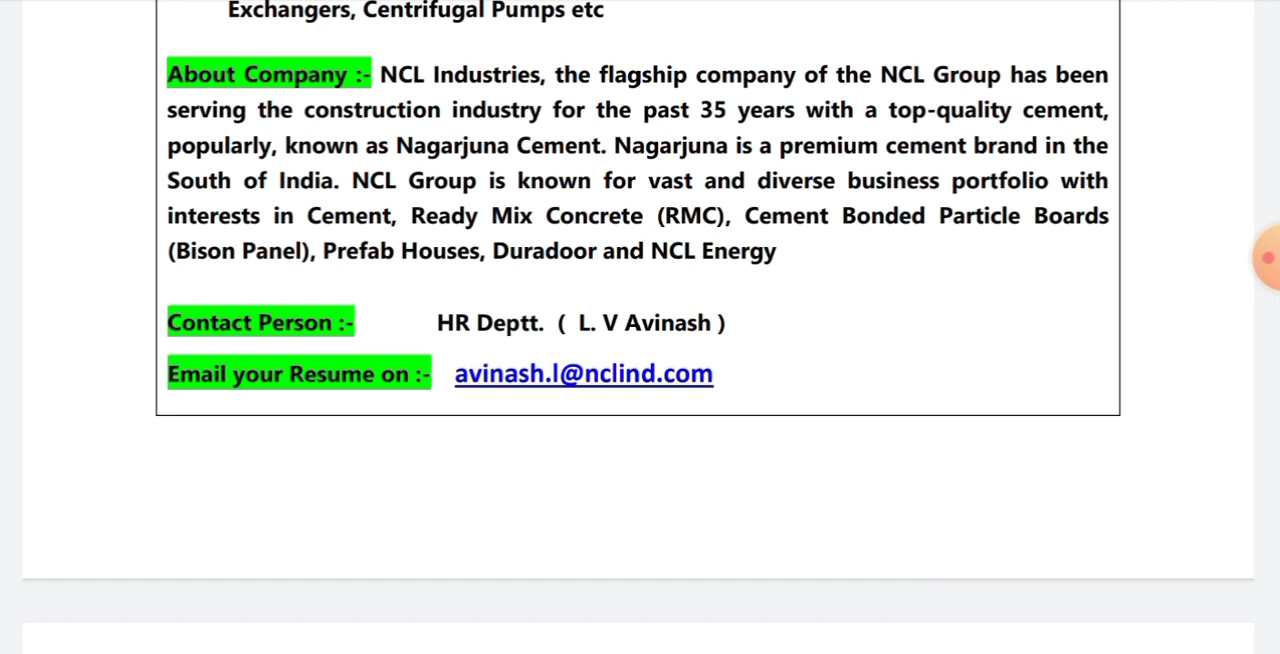 Exchangers, Centrifugal Pumps etc
About Company :- NCL Industries, the flagship company of the NCL Group has been
serving the construction industry for the past 35 years with a top-quality cement,
popularly, known as Nagarjuna Cement. Nagarjuna is a premium cement brand in the
South of India. NCL Group is known for vast and diverse business portfolio with
interests in Cement, Ready Mix Concrete (RMC), Cement Bonded Particle Boards
(Bison Panel), Prefab Houses, Duradoor and NCL Energy
Contact Person :- HR Deptt. ( L. V Avinash )
Email your Resume on :- avinash.l@nclind.com